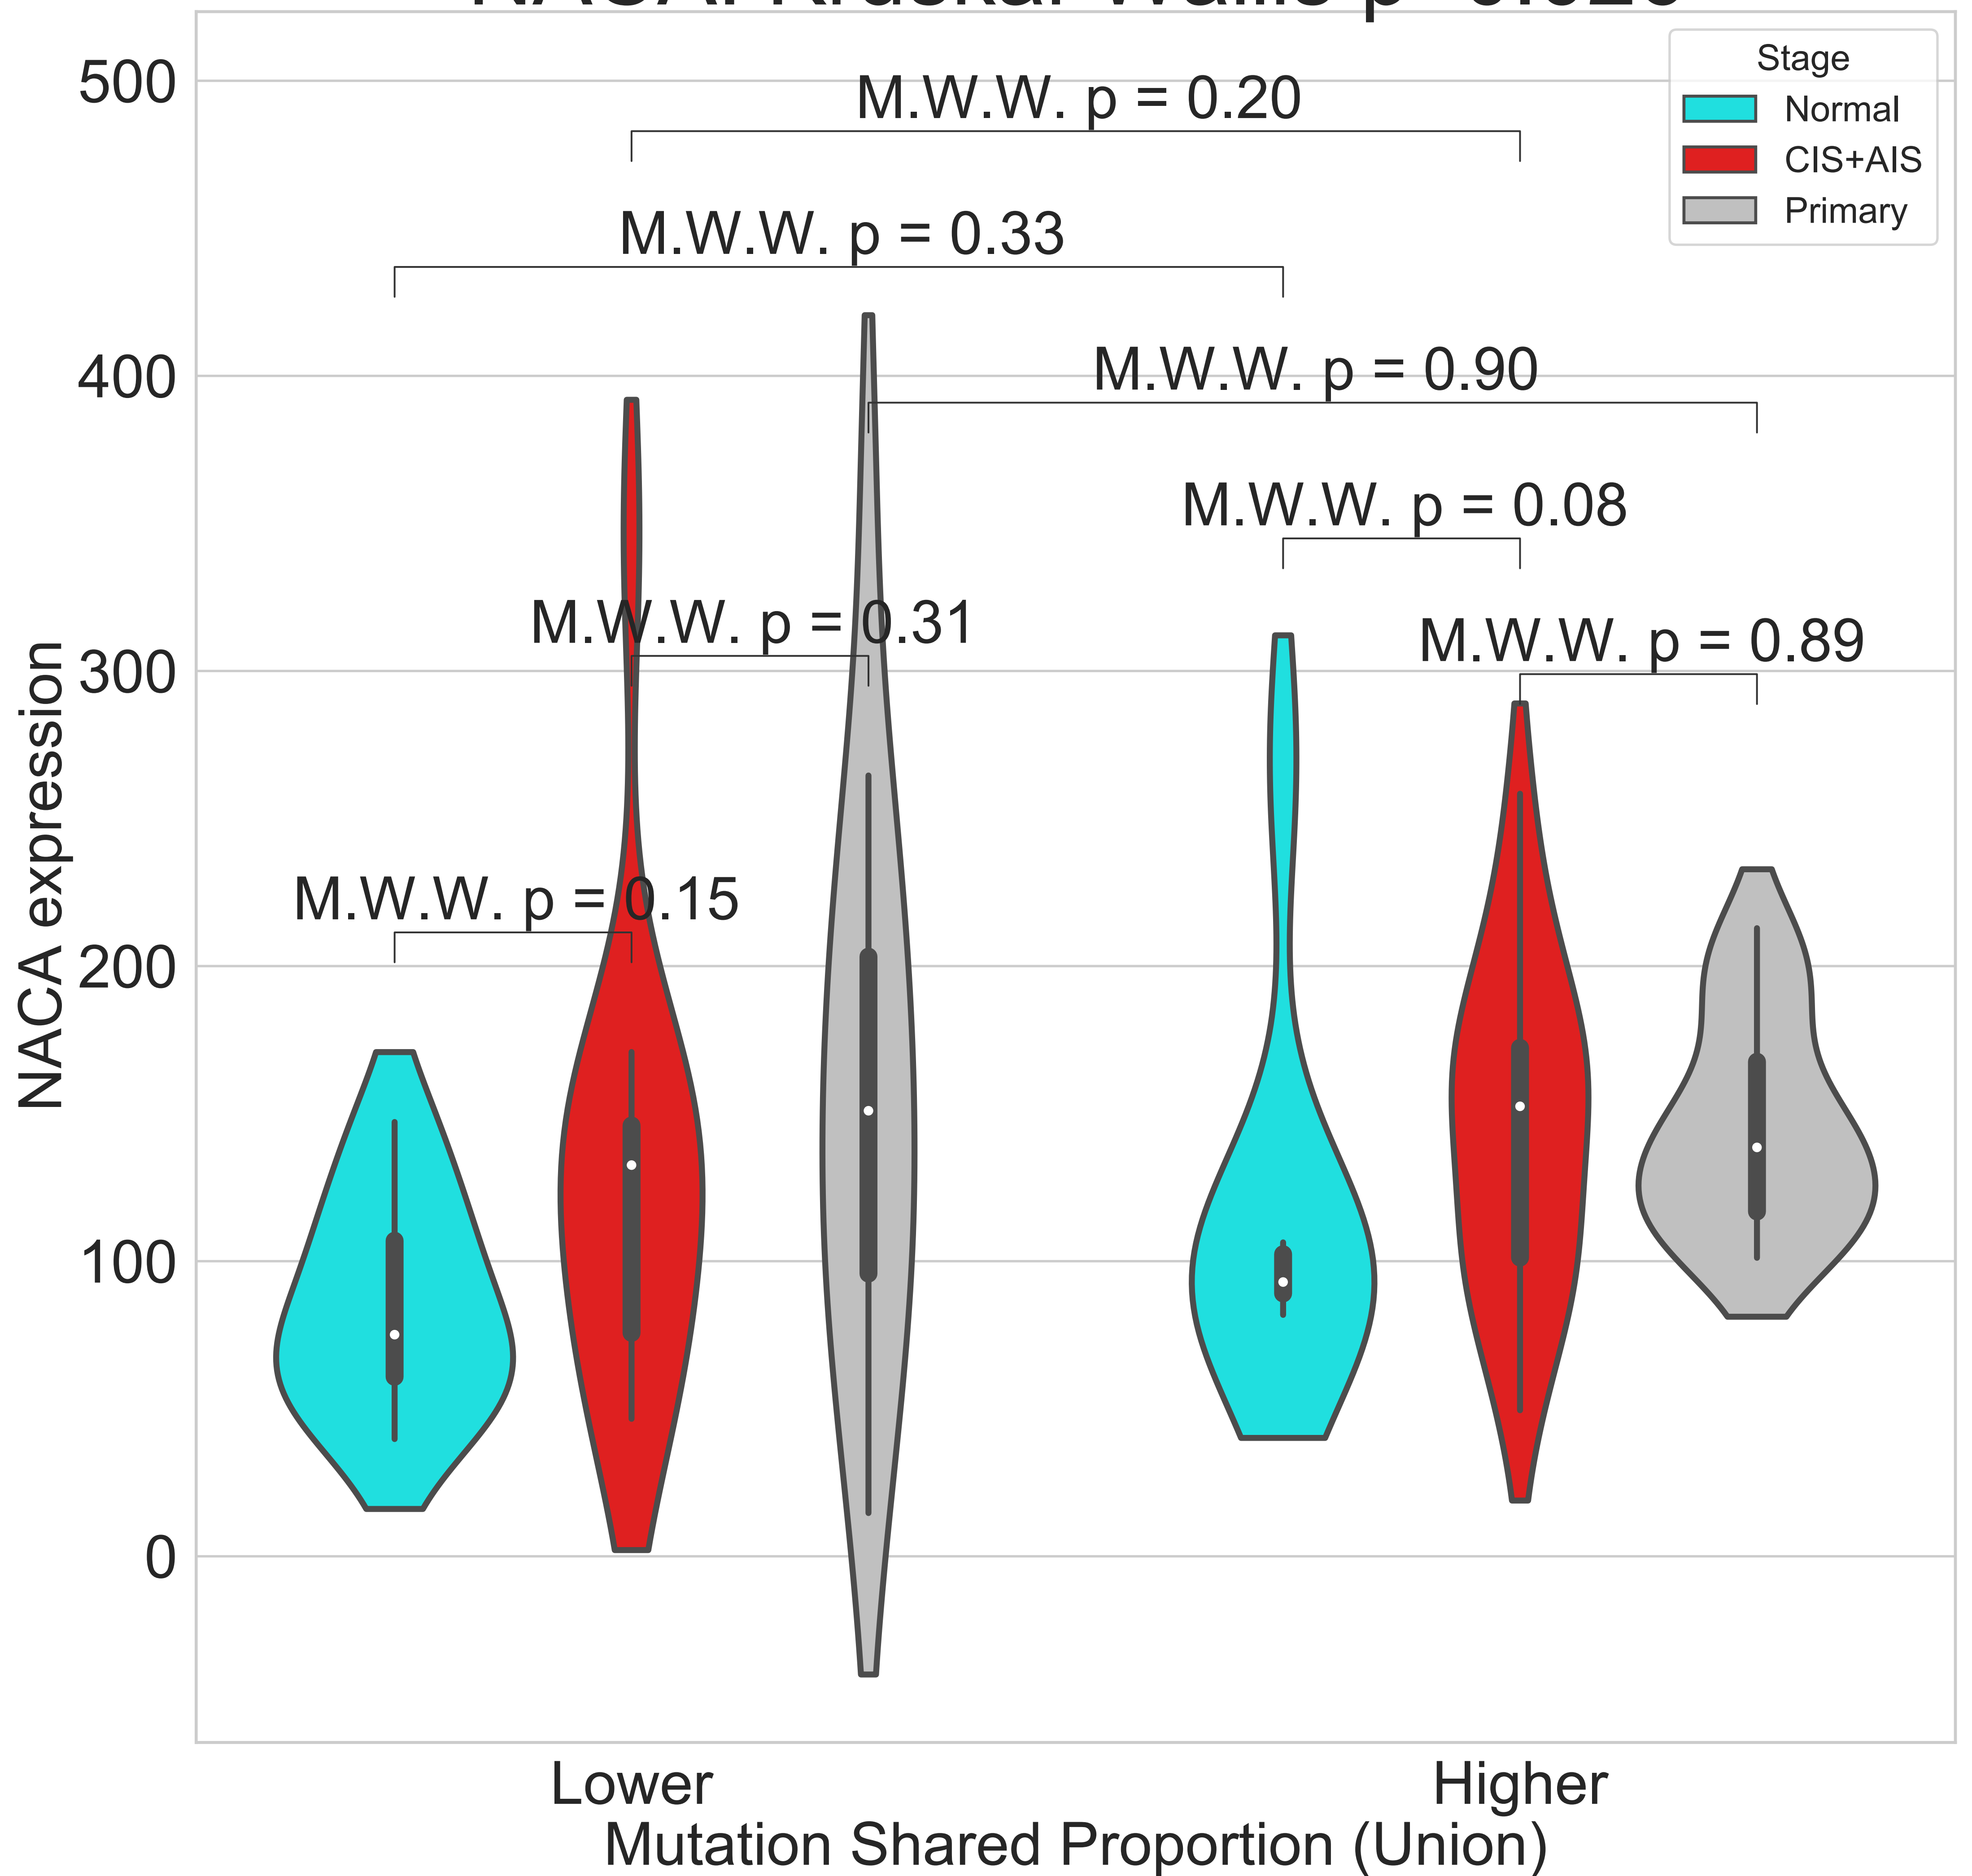 Stage
Normal
CIS+AIS
Primary
M.W.W. p = 0.20
M.W.W. p = 0.33
M.W.W. p = 0.90
M.W.W. p = 0.08
M.W.W. p = 0.31
M.W.W. p = 0.89
M.W.W. p = 0.15
500
400
300
200
100
0
NACA expression
Lower
Higher
Mutation Shared Proportion (Union)